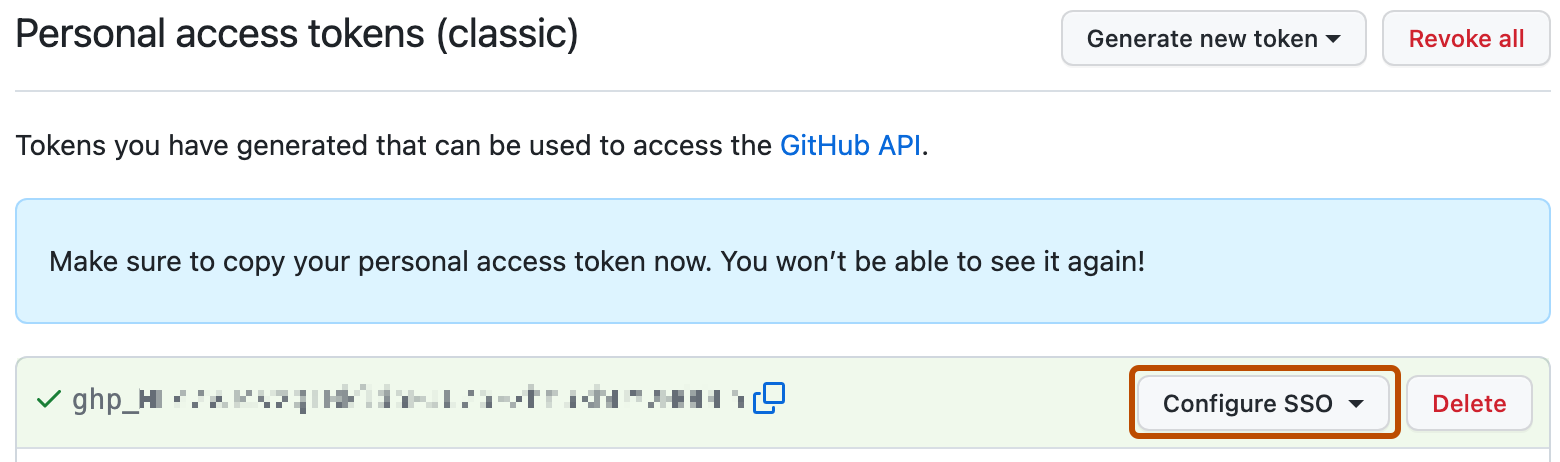 Personal access tokens (classic)
Generate new token
Revoke all
Tokens you have generated that can be used to access the GitHub API.
Make sure to copy your personal access token now. You won’t be able to see it again!
ghp_
Configure SSO
Delete